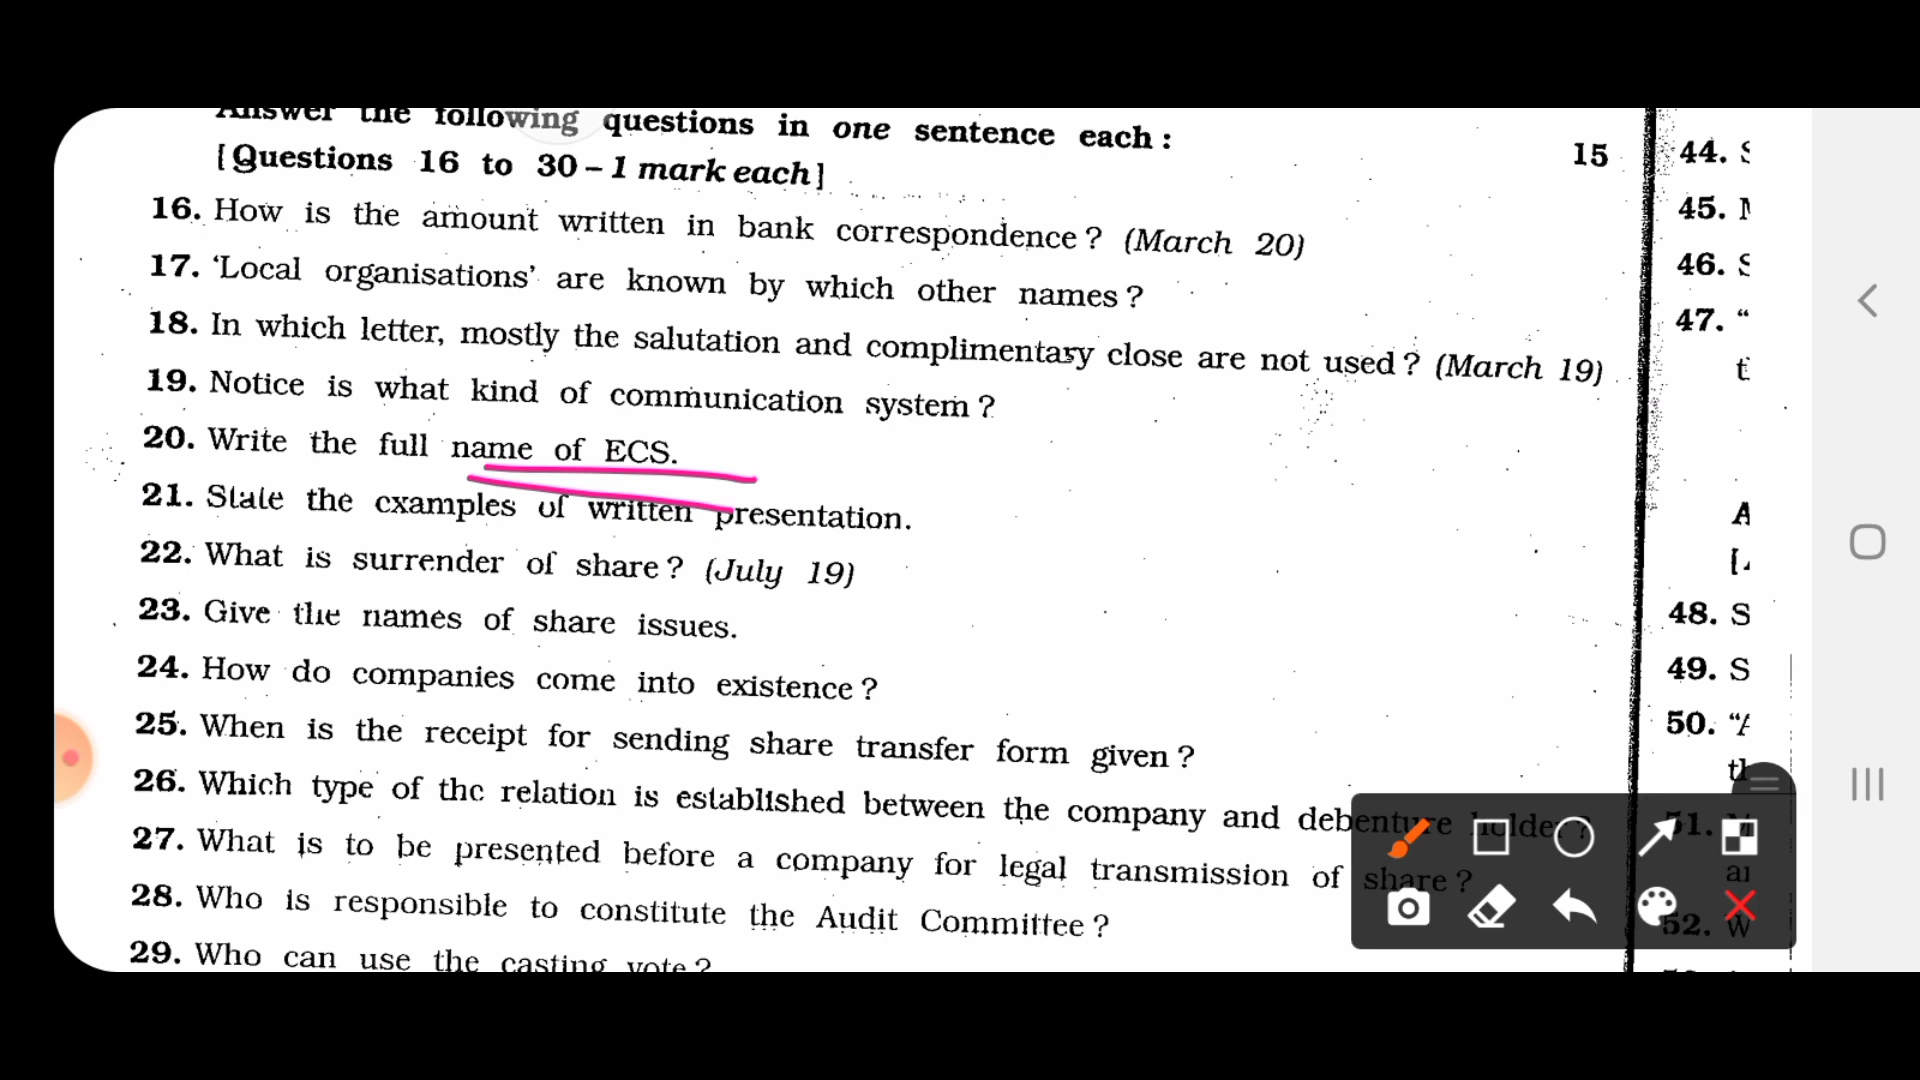 Answer the following questions in one sentence each :
[Questions 16 to 30 – 1 mark each] 15
16. How is the amount written in bank correspondence ? (March 20)
17. ‘Local organisations’ are known by which other names ?
18. In which letter, mostly the salutation and complimentary close are not used ? (March 19)
19. Notice is what kind of communication system ?
20. Write the full name of ECS.
21. State the examples of written presentation.
22. What is surrender of share ? (July 19)
23. Give the names of share issues.
24. How do companies come into existence ?
25. When is the receipt for sending share transfer form given ?
26. Which type of the relation is established between the company and debenture holder ?
27. What is to be presented before a company for legal transmission of share ?
28. Who is responsible to constitute the Audit Committee ?
29. Who can use the casting vote ?
44. S
45.
46. S
47. “
48. S
49. S
50. “A
51.
52. W